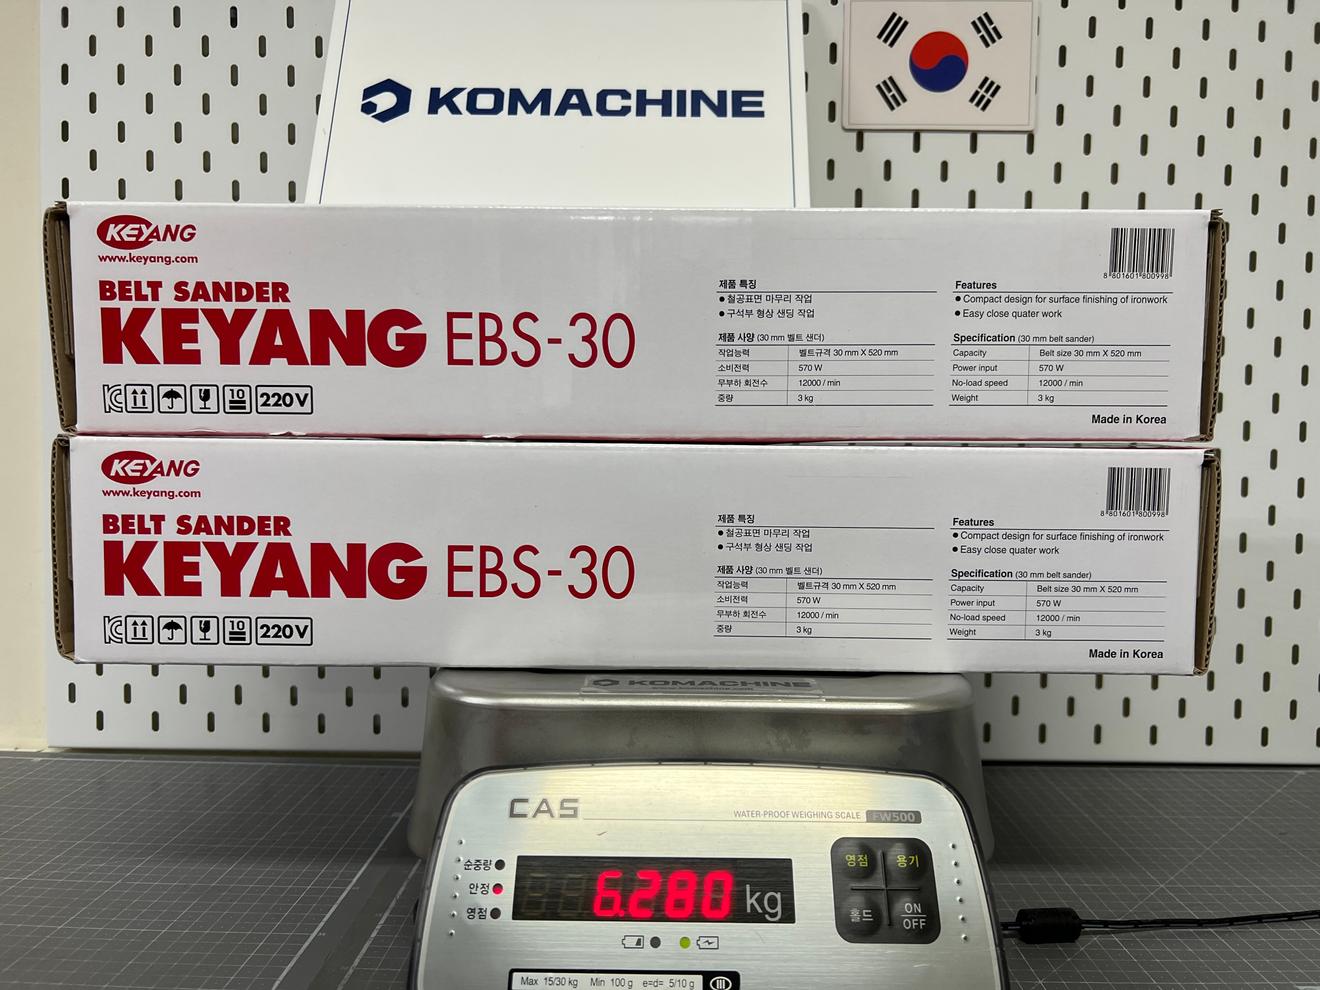 KOMACHINE
KEYANG
www.keyang.com
BELT SANDER
KEYANG EBS-30
10
220V
제품 특징
● 철공표면 마무리 작업
● 구석부 형상 샌딩 작업
제품 사양 (30 mm 벨트 샌더)
작업능력 벨트규격 30 mm X 520 mm
소비전력 570 W
무부하 회전수 12000 / min
중량 3 kg
8 801601 800998
Features
● Compact design for surface finishing of ironwork
● Easy close quater work
Specification (30 mm belt sander)
Capacity Belt size 30 mm X 520 mm
Power input 570 W
No-load speed 12000 / min
Weight 3 kg
Made in Korea
KEYANG
www.keyang.com
BELT SANDER
KEYANG EBS-30
10
220V
제품 특징
● 철공표면 마무리 작업
● 구석부 형상 샌딩 작업
제품 사양 (30 mm 벨트 샌더)
작업능력 벨트규격 30 mm X 520 mm
소비전력 570 W
무부하 회전수 12000 / min
중량 3 kg
8 801601 800998
Features
● Compact design for surface finishing of ironwork
● Easy close quater work
Specification (30 mm belt sander)
Capacity Belt size 30 mm X 520 mm
Power input 570 W
No-load speed 12000 / min
Weight 3 kg
Made in Korea
KOMACHINE
www.komachine.com
CAS
WATER-PROOF WEIGHING SCALE FW500
순중량
안정
영점
6.280 kg
영점 용기
홀드 ON OFF
Max 15/30 kg Min 100 g e=d= 5/10 g III